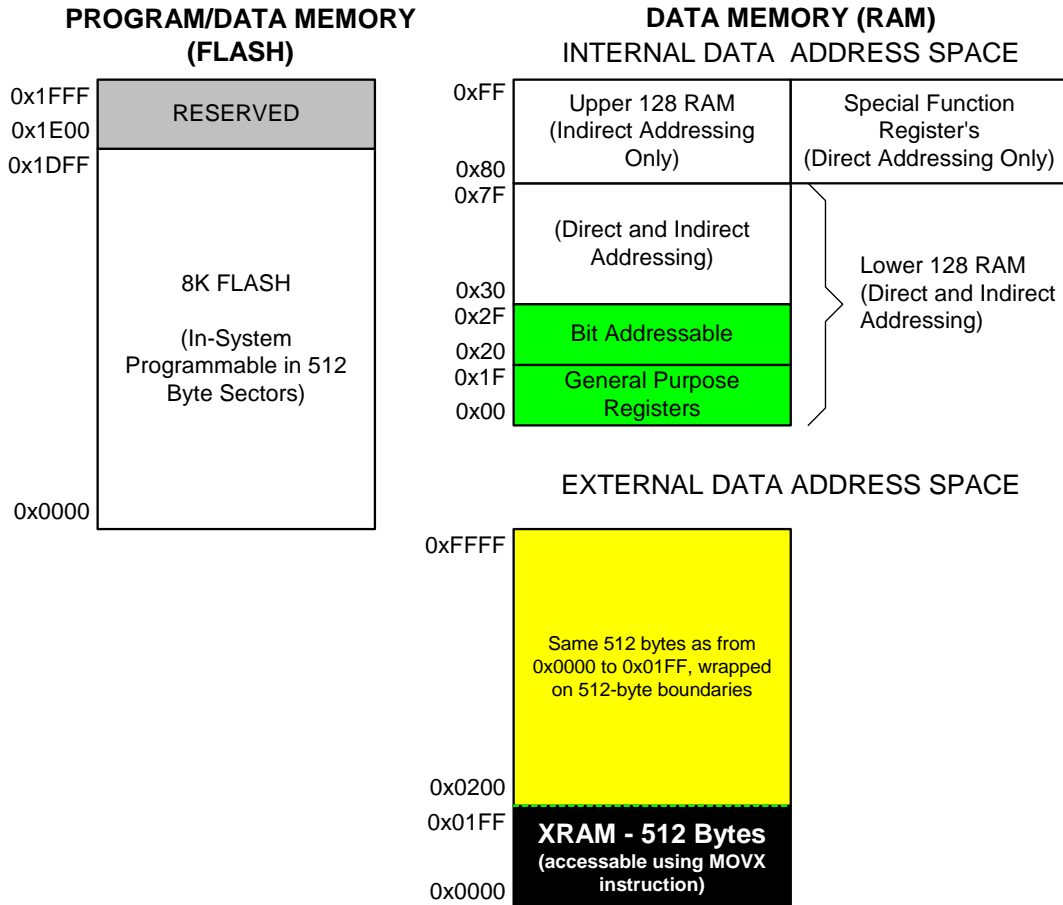 PROGRAM/DATA MEMORY
(FLASH)
0x1FFF
RESERVED
0x1E00
0x1DFF
8K FLASH
(In-System
Programmable in 512
Byte Sectors)
0x0000
DATA MEMORY (RAM)
INTERNAL DATA ADDRESS SPACE
0xFF
Upper 128 RAM
(Indirect Addressing
Only)
0x80
Special Function
Register's
(Direct Addressing Only)
0x7F
(Direct and Indirect
Addressing)
0x30
Lower 128 RAM
(Direct and Indirect
Addressing)
0x2F
Bit Addressable
0x20
0x1F
General Purpose
Registers
0x00
EXTERNAL DATA ADDRESS SPACE
0xFFFF
Same 512 bytes as from
0x0000 to 0x01FF, wrapped
on 512-byte boundaries
0x0200
0x01FF
XRAM - 512 Bytes
(accessable using MOVX
instruction)
0x0000